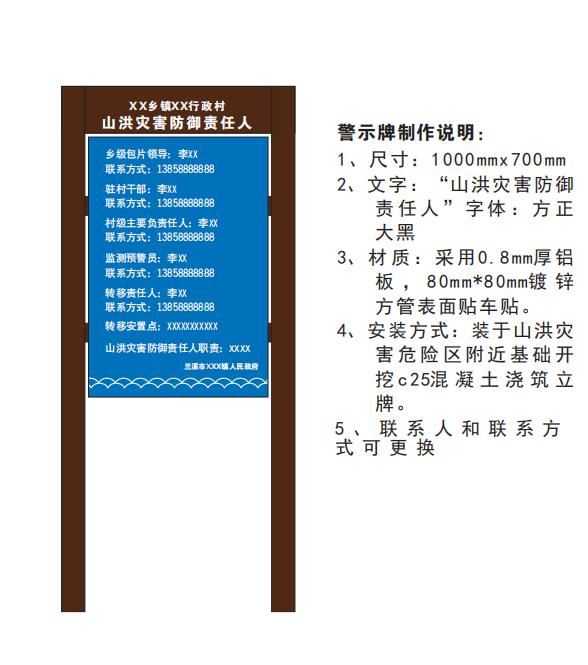 XX乡镇XX行政村
山洪灾害防御责任人
乡级包片领导：李XX
联系方式：13858888888
驻村干部：李XX
联系方式：13858888888
村级主要负责任人：李XX
联系方式：13858888888
监测预警员：李XX
联系方式：13858888888
转移责任人：李XX
联系方式：13858888888
转移安置点：XXXXXXXXXXX
山洪灾害防御责任人职责：XXXX
兰溪市XXX镇人民政府
警示牌制作说明：
1、尺寸：1000mmx700mm
2、文字：“山洪灾害防御
责任人”字体：方正
大黑
3、材质：采用0.8mm厚铝
板，80mm*80mm镀锌
方管表面贴车贴。
4、安装方式：装于山洪灾
害危险区附近基础开
挖c25混凝土浇筑立
牌。
5、联系人和联系方
式可更换